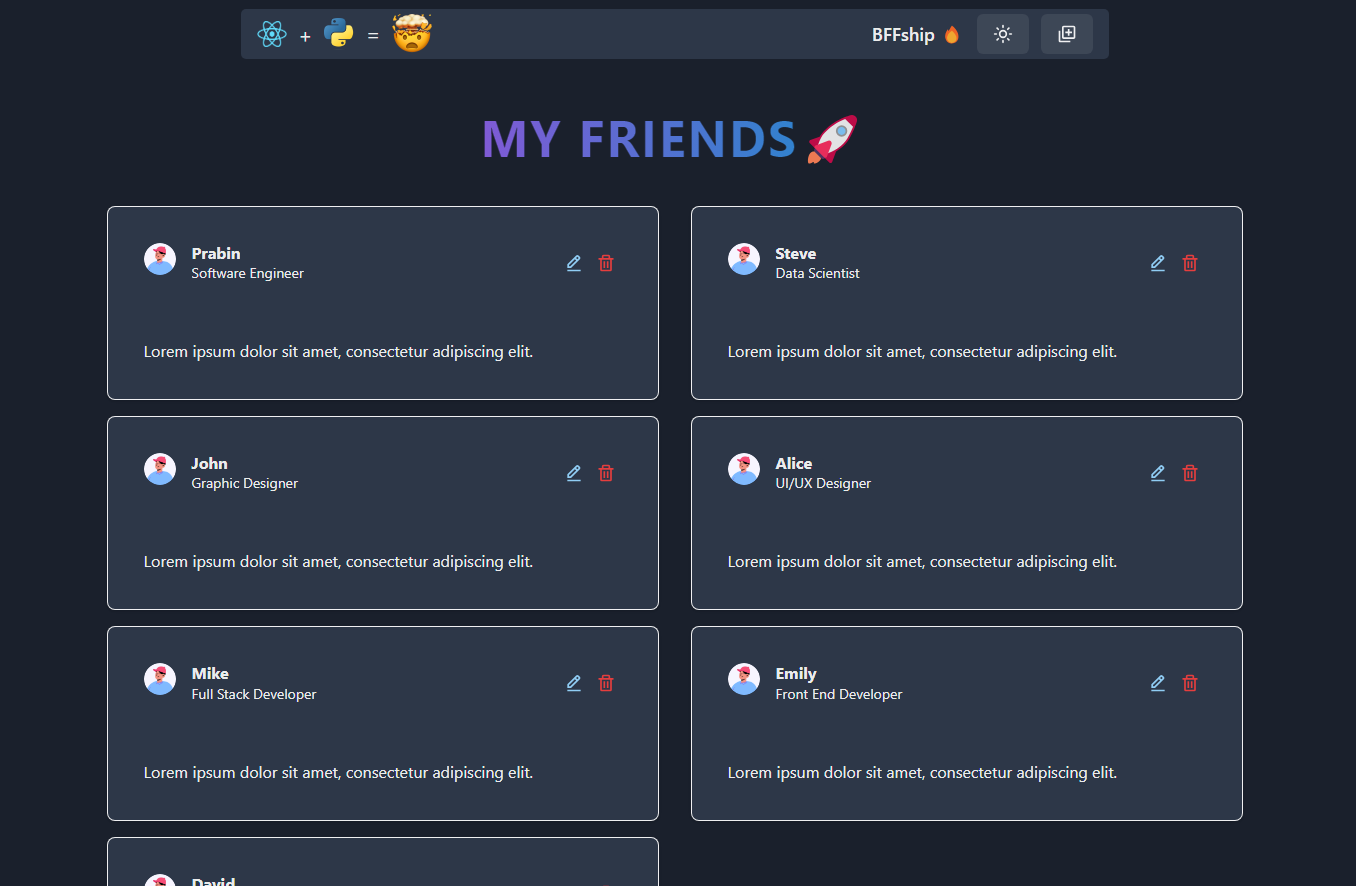 + =
BFFship
MY FRIENDS
Prabin
Software Engineer
Lorem ipsum dolor sit amet, consectetur adipiscing elit.
Steve
Data Scientist
Lorem ipsum dolor sit amet, consectetur adipiscing elit.
John
Graphic Designer
Lorem ipsum dolor sit amet, consectetur adipiscing elit.
Alice
UI/UX Designer
Lorem ipsum dolor sit amet, consectetur adipiscing elit.
Mike
Full Stack Developer
Lorem ipsum dolor sit amet, consectetur adipiscing elit.
Emily
Front End Developer
Lorem ipsum dolor sit amet, consectetur adipiscing elit.
David